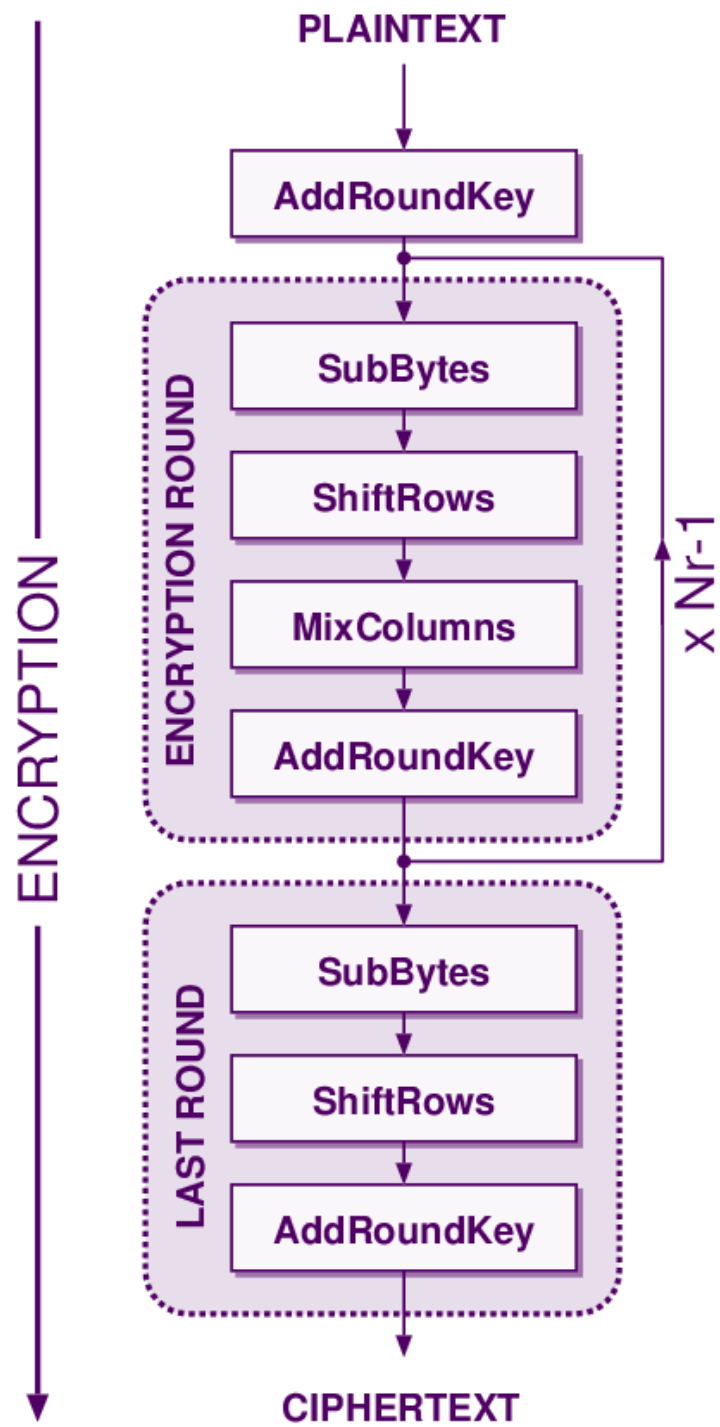 PLAINTEXT
AddRoundKey
ENCRYPTION ROUND
SubBytes
ShiftRows
MixColumns
AddRoundKey
x Nr-1
ENCRYPTION
LAST ROUND
SubBytes
ShiftRows
AddRoundKey
CIPHERTEXT